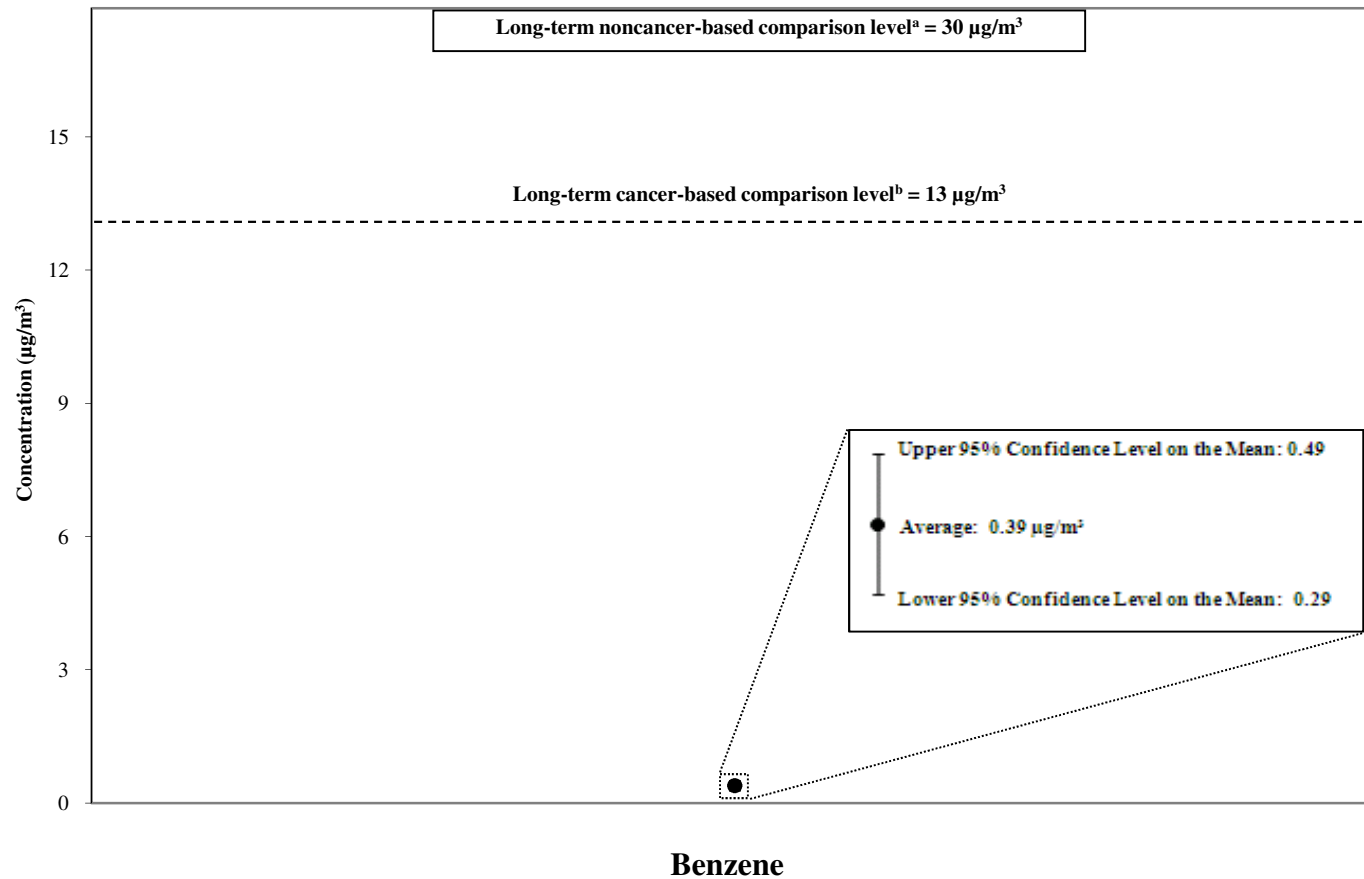 Long-term noncancer-based comparison levelᵃ = 30 µg/m³
15
Long-term cancer-based comparison levelᵇ = 13 µg/m³
12
Concentration (µg/m³)
9
Upper 95% Confidence Level on the Mean: 0.49
6
Average: 0.39 µg/m³
Lower 95% Confidence Level on the Mean: 0.29
3
0
Benzene